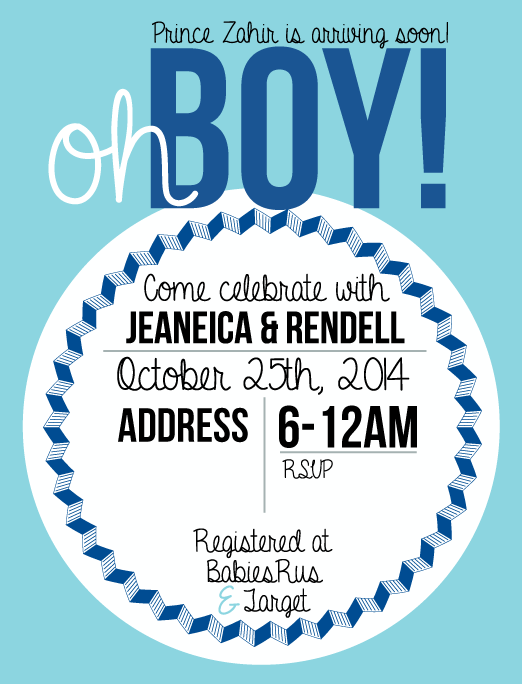 Prince Zahir is arriving soon!
oh BOY!
Come celebrate with
JEANEICA & RENDELL
October 25th, 2014
ADDRESS
6-12AM
RSVP
Registered at
BabiesRus
& Target